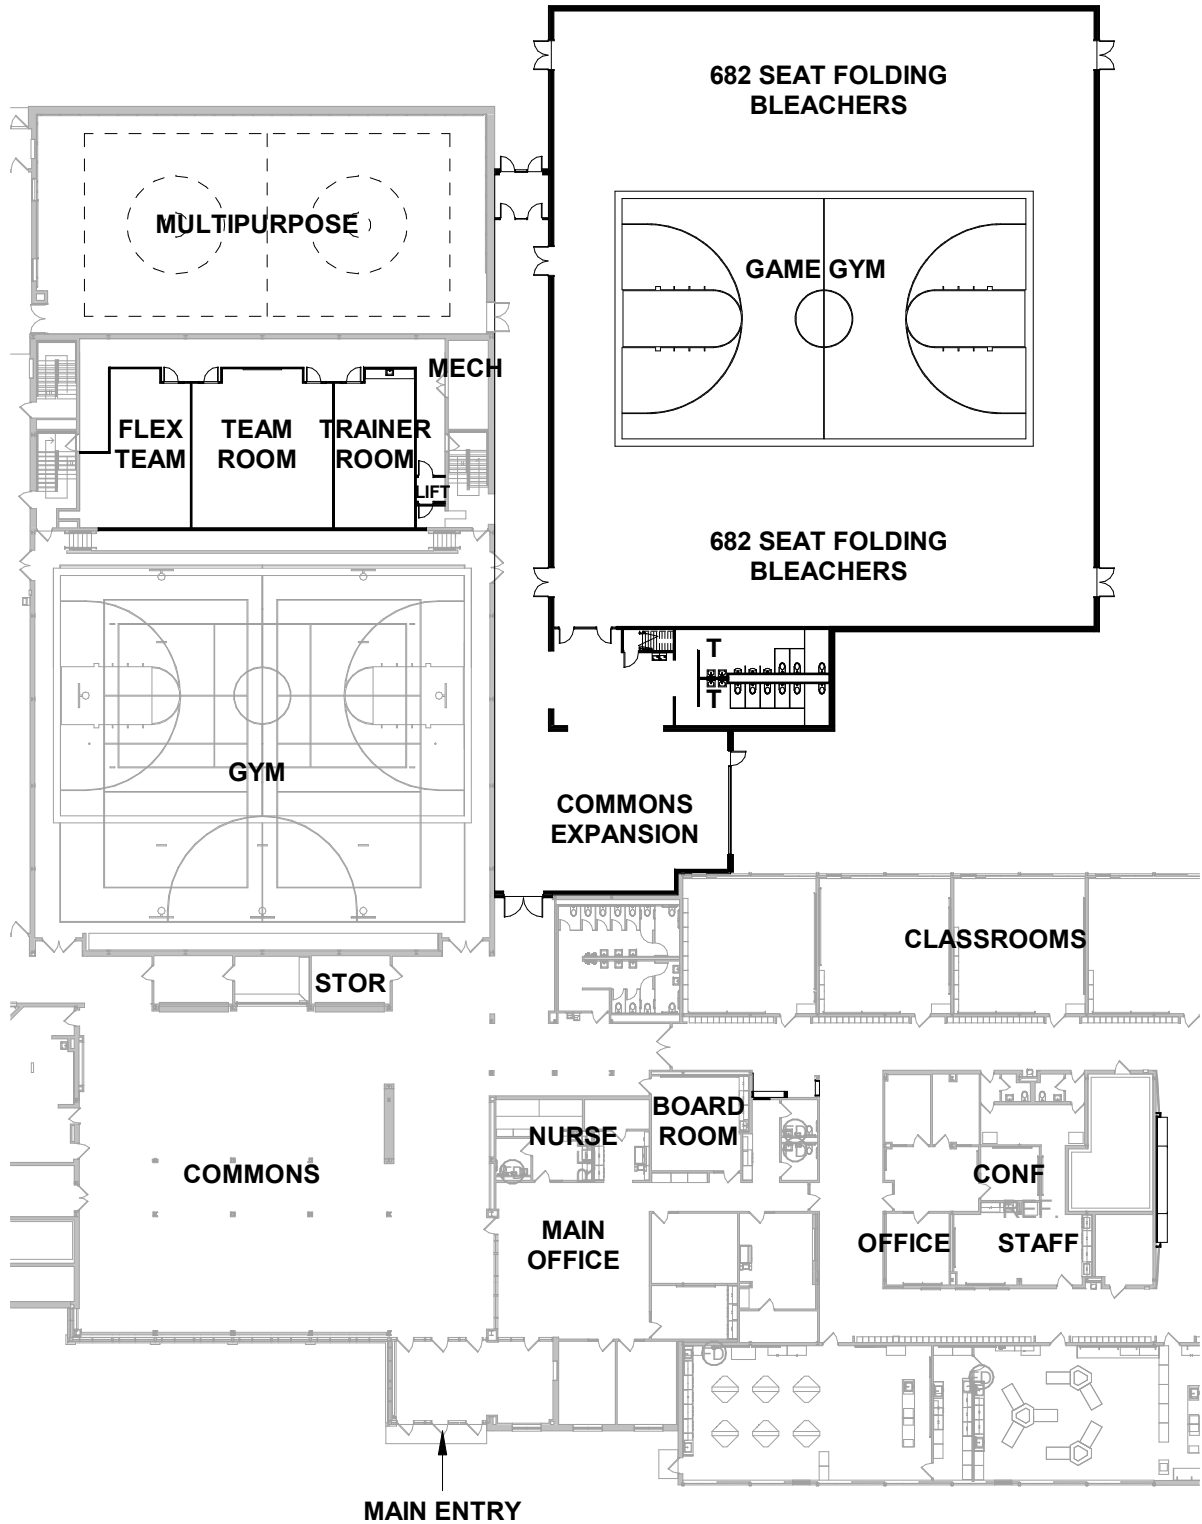 682 SEAT FOLDING
BLEACHERS
MULTIPURPOSE
GAME GYM
MECH
FLEX
TEAM
TEAM
ROOM
TRAINER
ROOM
LIFT
682 SEAT FOLDING
BLEACHERS
T
T
GYM
COMMONS
EXPANSION
CLASSROOMS
STOR
BOARD
ROOM
NURSE
COMMONS
CONF
MAIN
OFFICE
OFFICE
STAFF
MAIN ENTRY